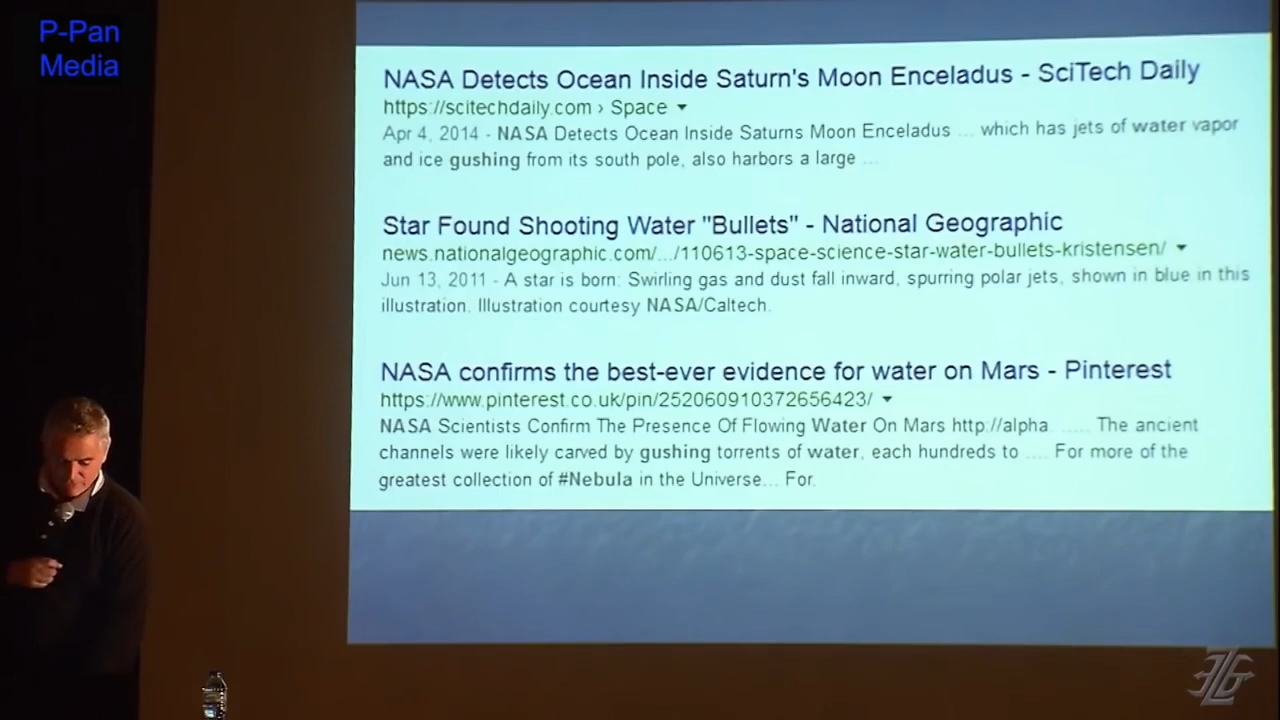 P-Pan
Media
NASA Detects Ocean Inside Saturn's Moon Enceladus - SciTech Daily
https://scitechdaily.com › Space
Apr 4, 2014 - NASA Detects Ocean Inside Saturns Moon Enceladus ... which has jets of water vapor
and ice gushing from its south pole, also harbors a large ...
Star Found Shooting Water "Bullets" - National Geographic
news.nationalgeographic.com/.../110613-space-science-star-water-bullets-kristensen/
Jun 13, 2011 - A star is born: Swirling gas and dust fall inward, spurring polar jets, shown in blue in this
illustration. Illustration courtesy NASA/Caltech.
NASA confirms the best-ever evidence for water on Mars - Pinterest
https://www.pinterest.co.uk/pin/252060910372656423/
NASA Scientists Confirm The Presence Of Flowing Water On Mars http://alpha. ..... The ancient
channels were likely carved by gushing torrents of water, each hundreds to .... For more of the
greatest collection of #Nebula in the Universe... For.